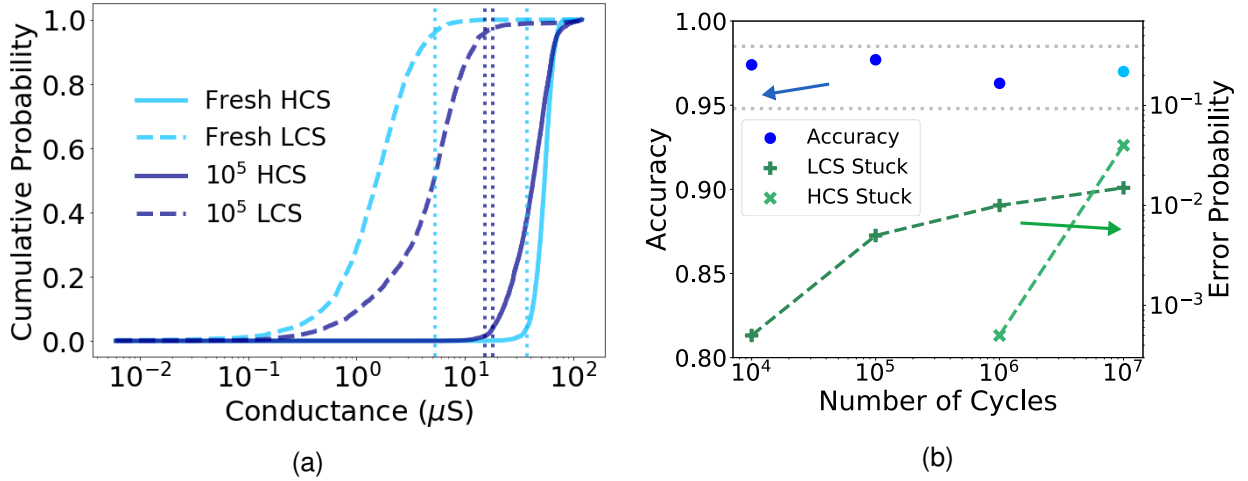 Cumulative Probability
1.0
0.8
0.6
0.4
0.2
0.0
Fresh HCS
Fresh LCS
10⁵ HCS
10⁵ LCS
10⁻² 10⁻¹ 10⁰ 10¹ 10²
Conductance (μS)
(a)
Accuracy
1.00
0.95
0.90
0.85
0.80
Accuracy
LCS Stuck
HCS Stuck
10⁻¹
10⁻²
10⁻³
Error Probability
10⁴ 10⁵ 10⁶ 10⁷
Number of Cycles
(b)